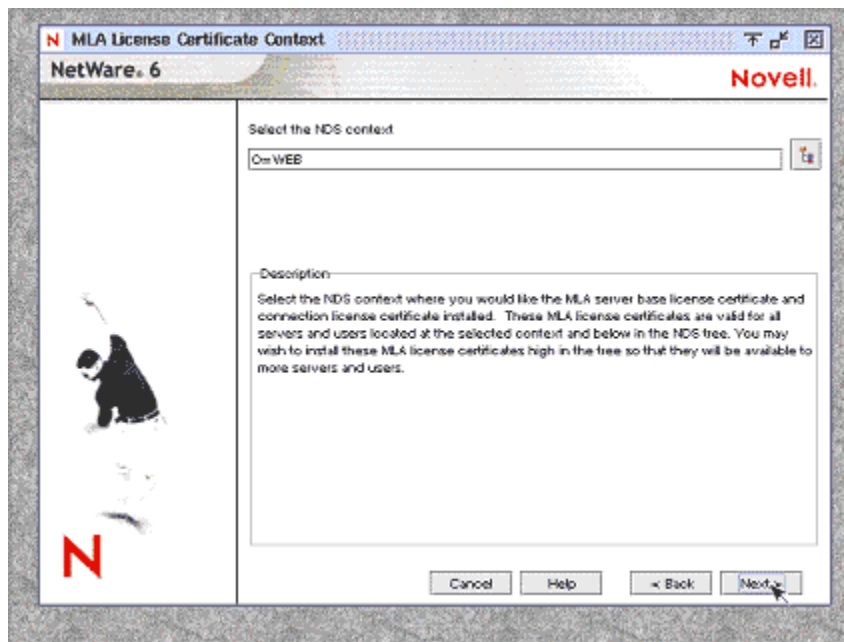 N MLA License Certificate Context
NetWare® 6
Novell®
Select the NDS context
O=WEB
Description
Select the NDS context where you would like the MLA server base license certificate and
connection license certificate installed. These MLA license certificates are valid for all
servers and users located at the selected context and below in the NDS tree. You may
wish to install these MLA license certificates high in the tree so that they will be available to
more servers and users.
N
Cancel Help < Back Next >